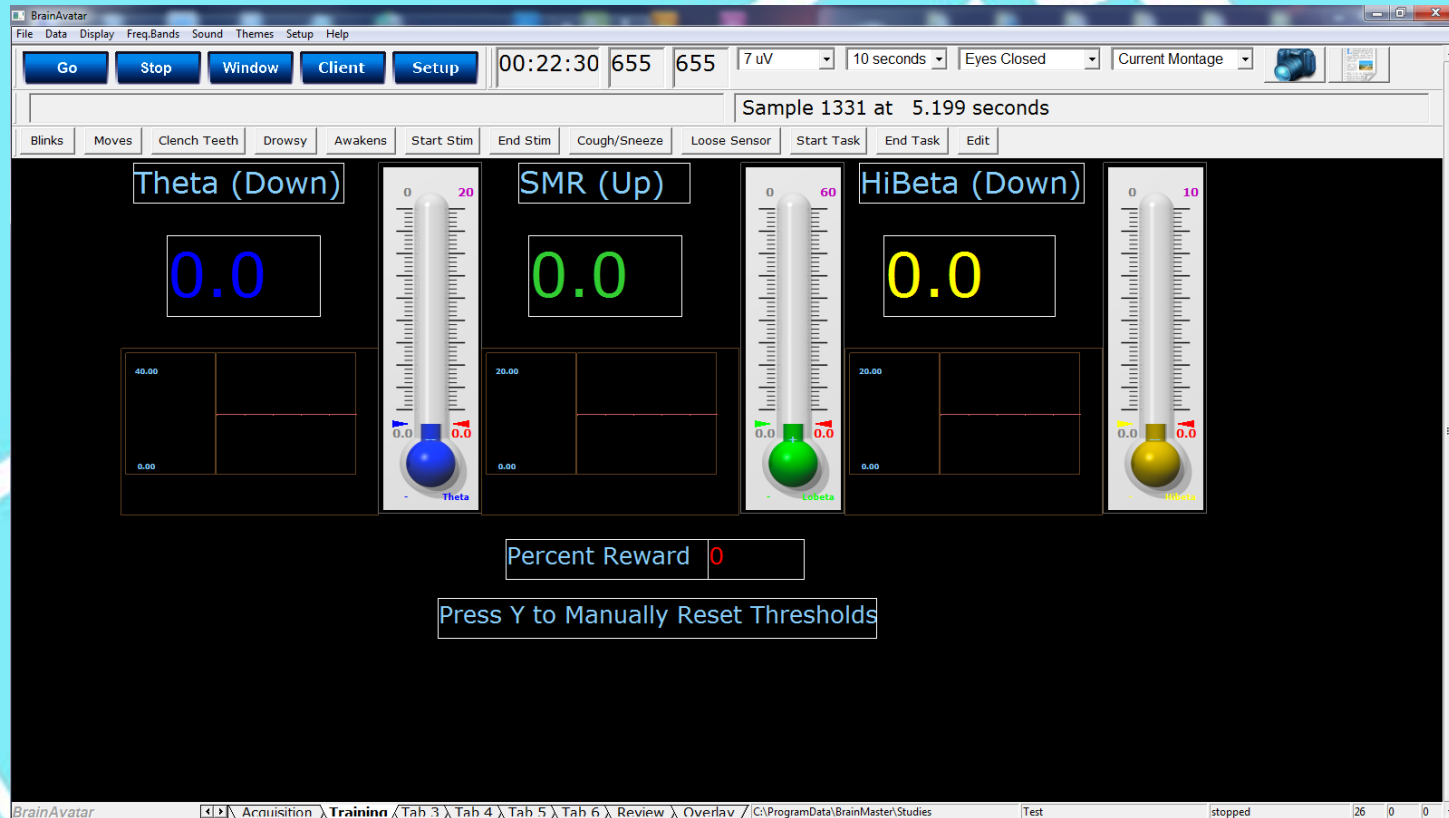 BrainAvatar
File Data Display Freq.Bands Sound Themes Setup Help
Go Stop Window Client Setup 00:22:30 655 655 7 uV 10 seconds Eyes Closed Current Montage
Sample 1331 at 5.199 seconds
Blinks Moves Clench Teeth Drowsy Awakens Start Stim End Stim Cough/Sneeze Loose Sensor Start Task End Task Edit
Theta (Down) 0 20 SMR (Up) 0 60 HiBeta (Down) 0 10
0.0 0.0 0.0
40.00 20.00 20.00
0.0 0.0 0.0 0.0 0.0 0.0
0.00 0.00 0.00
- Theta - Lobeta - Hibeta
Percent Reward 0
Press Y to Manually Reset Thresholds
BrainAvatar Acquisition Training Tab 3 Tab 4 Tab 5 Tab 6 Review Overlay C:\ProgramData\BrainMaster\Studies Test stopped 26 0 0